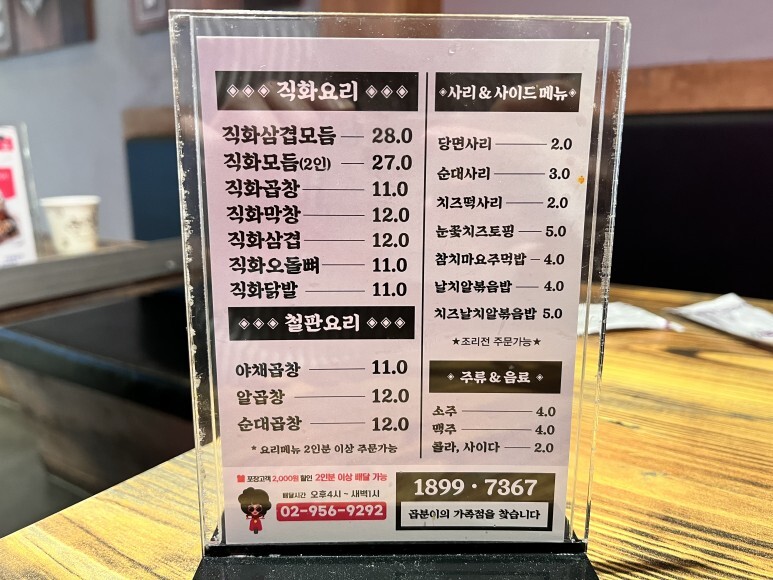 직화요리
직화삼겹모듬 28.0
직화모듬(2인) 27.0
직화곱창 11.0
직화막창 12.0
직화삼겹 12.0
직화오돌뼈 11.0
직화닭발 11.0
철판요리
야채곱창 11.0
알곱창 12.0
순대곱창 12.0
* 요리메뉴 2인분 이상 주문가능
사리 & 사이드 메뉴
당면사리 2.0
순대사리 3.0
치즈떡사리 2.0
눈꽃치즈토핑 5.0
참치마요주먹밥 4.0
날치알볶음밥 4.0
치즈날치알볶음밥 5.0
★조리전 주문가능★
주류 & 음료
소주 4.0
맥주 4.0
콜라, 사이다 2.0
포장고객 2,000원 할인 2인분 이상 배달 가능
배달시간 오후4시 ~ 새벽1시
02-956-9292
1899 · 7367
곱분이의 가족점을 찾습니다